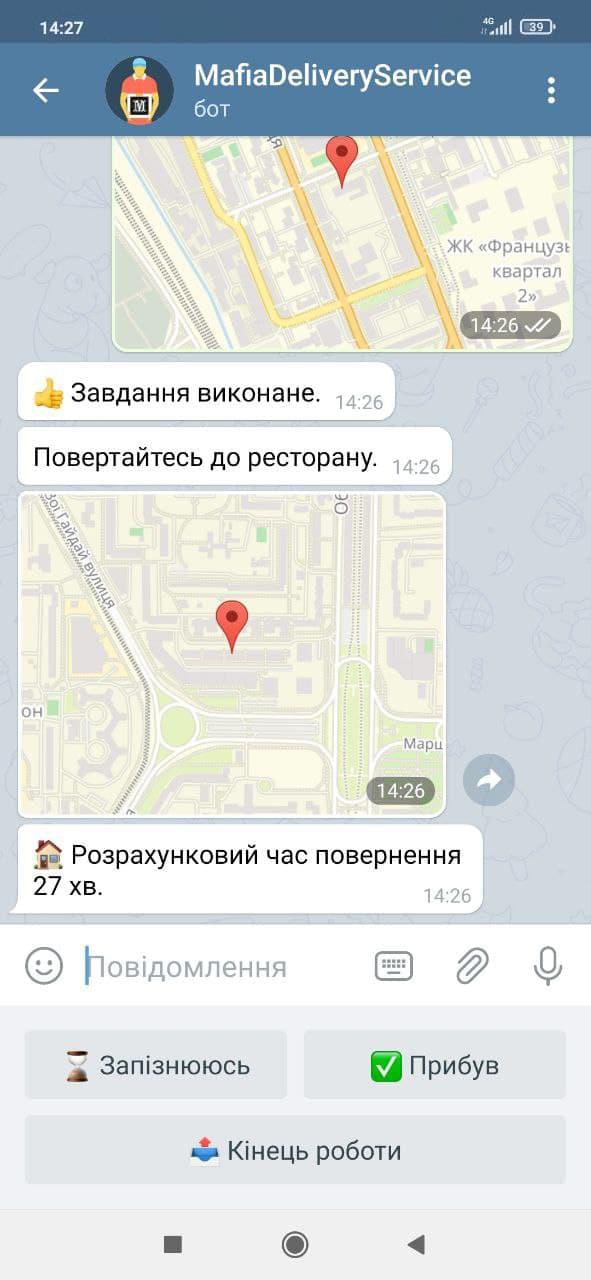 14:27
4G
39
MafiaDeliveryService
бот
M
ЖК «Французь
квартал
2»
14:26
👍 Завдання виконане. 14:26
Повертайтесь до ресторану. 14:26
ої Гайдай вулиця
Об
он
Марш
14:26
🏠 Розрахунковий час повернення
27 хв. 14:26
Повідомлення
⏳ Запізнююсь
✅ Прибув
📤 Кінець роботи